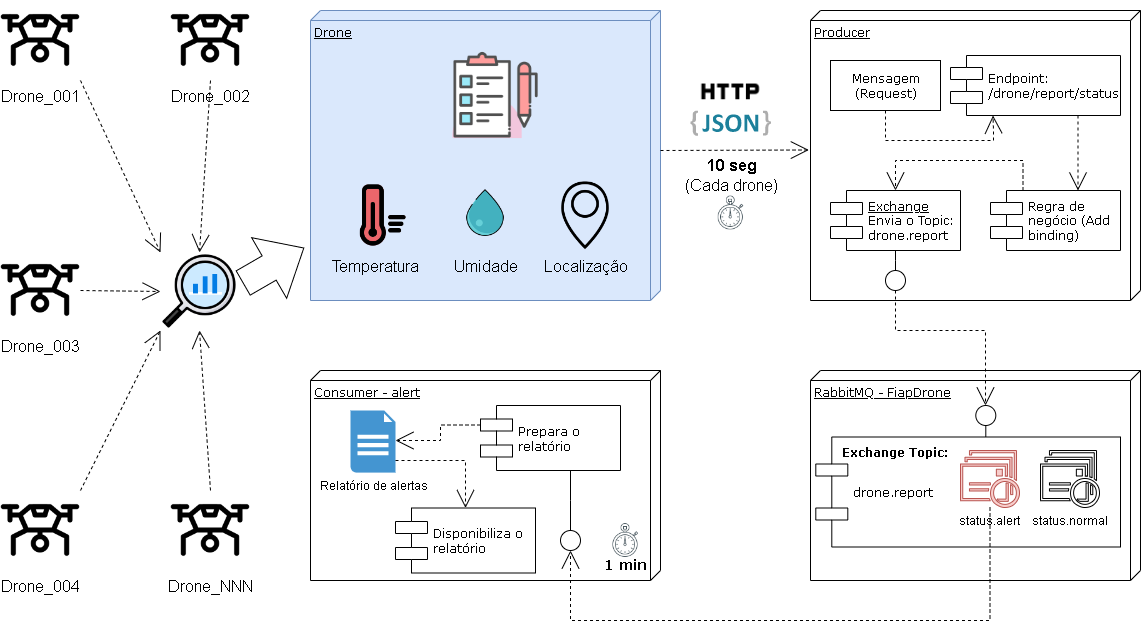 Drone_001
Drone_002
Drone_003
Drone_004
Drone_NNN
Drone
Temperatura
Umidade
Localização
HTTP
{JSON}
10 seg
(Cada drone)
Producer
Mensagem
(Request)
Endpoint:
/drone/report/status
Exchange
Envia o Topic:
drone.report
Regra de
negócio (Add
binding)
Consumer - alert
Relatório de alertas
Prepara o
relatório
Disponibiliza o
relatório
1 min
RabbitMQ - FiapDrone
Exchange Topic:
drone.report
status.alert
status.normal